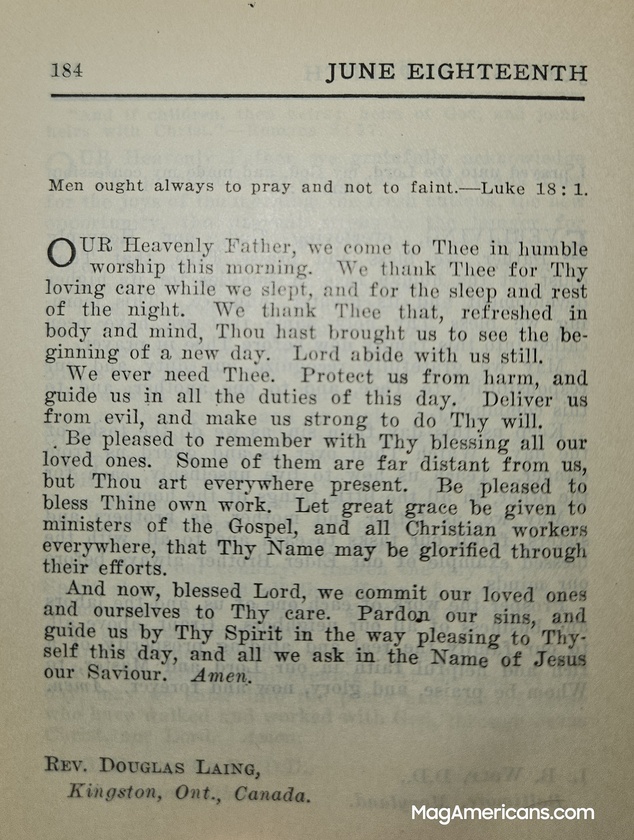 184 JUNE EIGHTEENTH
Men ought always to pray and not to faint.—Luke 18 : 1.
OUR Heavenly Father, we come to Thee in humble
worship this morning. We thank Thee for Thy
loving care while we slept, and for the sleep and rest
of the night. We thank Thee that, refreshed in
body and mind, Thou hast brought us to see the be-
ginning of a new day. Lord abide with us still.
We ever need Thee. Protect us from harm, and
guide us in all the duties of this day. Deliver us
from evil, and make us strong to do Thy will.
Be pleased to remember with Thy blessing all our
loved ones. Some of them are far distant from us,
but Thou art everywhere present. Be pleased to
bless Thine own work. Let great grace be given to
ministers of the Gospel, and all Christian workers
everywhere, that Thy Name may be glorified through
their efforts.
And now, blessed Lord, we commit our loved ones
and ourselves to Thy care. Pardon our sins, and
guide us by Thy Spirit in the way pleasing to Thy-
self this day, and all we ask in the Name of Jesus
our Saviour. Amen.
REV. DOUGLAS LAING,
Kingston, Ont., Canada.
MagAmericans.com